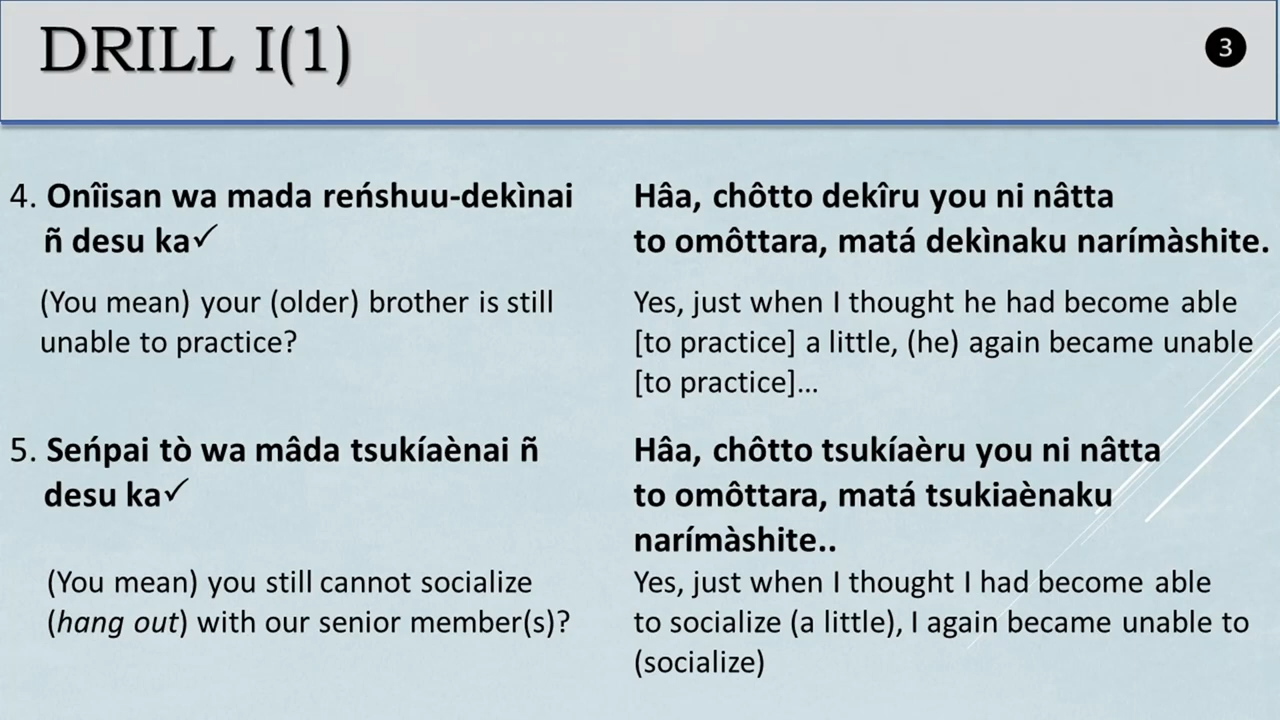 DRILL I(1)
3
4. Onîisan wa mada reńshuu-dekìnai
ñ desu ka✓
Hâa, chôtto dekîru you ni nâtta
to omôttara, matá dekìnaku narímàshite.
(You mean) your (older) brother is still
unable to practice?
Yes, just when I thought he had become able
[to practice] a little, (he) again became unable
[to practice]...
5. Seńpai tò wa mâda tsukíaènai ñ
desu ka✓
Hâa, chôtto tsukíaèru you ni nâtta
to omôttara, matá tsukiaènaku
narímàshite..
(You mean) you still cannot socialize
(hang out) with our senior member(s)?
Yes, just when I thought I had become able
to socialize (a little), I again became unable to
(socialize)